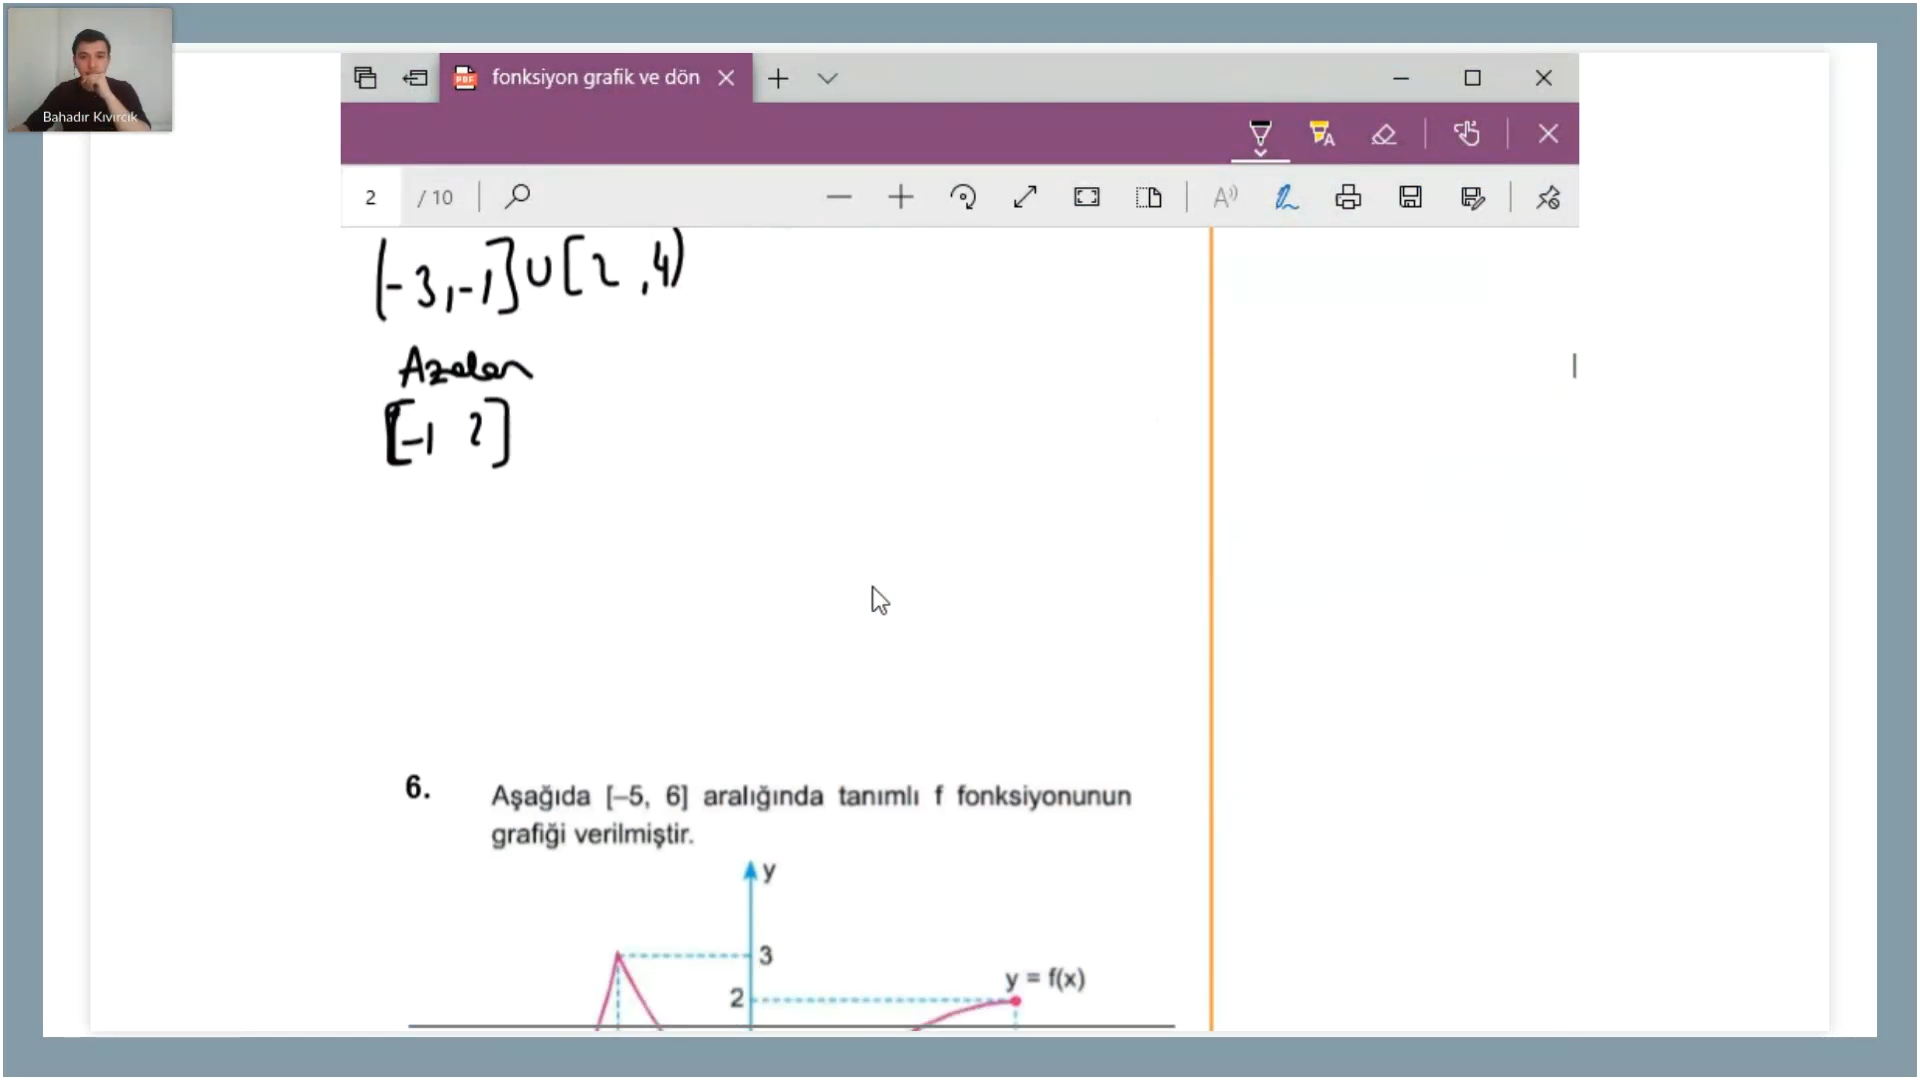 Bahadır Kıvırcık
fonksiyon grafik ve dön
2 / 10
[-3,-1]∪[2,4)
Azalan
[-1 2]
6.
Aşağıda [–5, 6] aralığında tanımlı f fonksiyonunun
grafiği verilmiştir.
y
3
y = f(x)
2